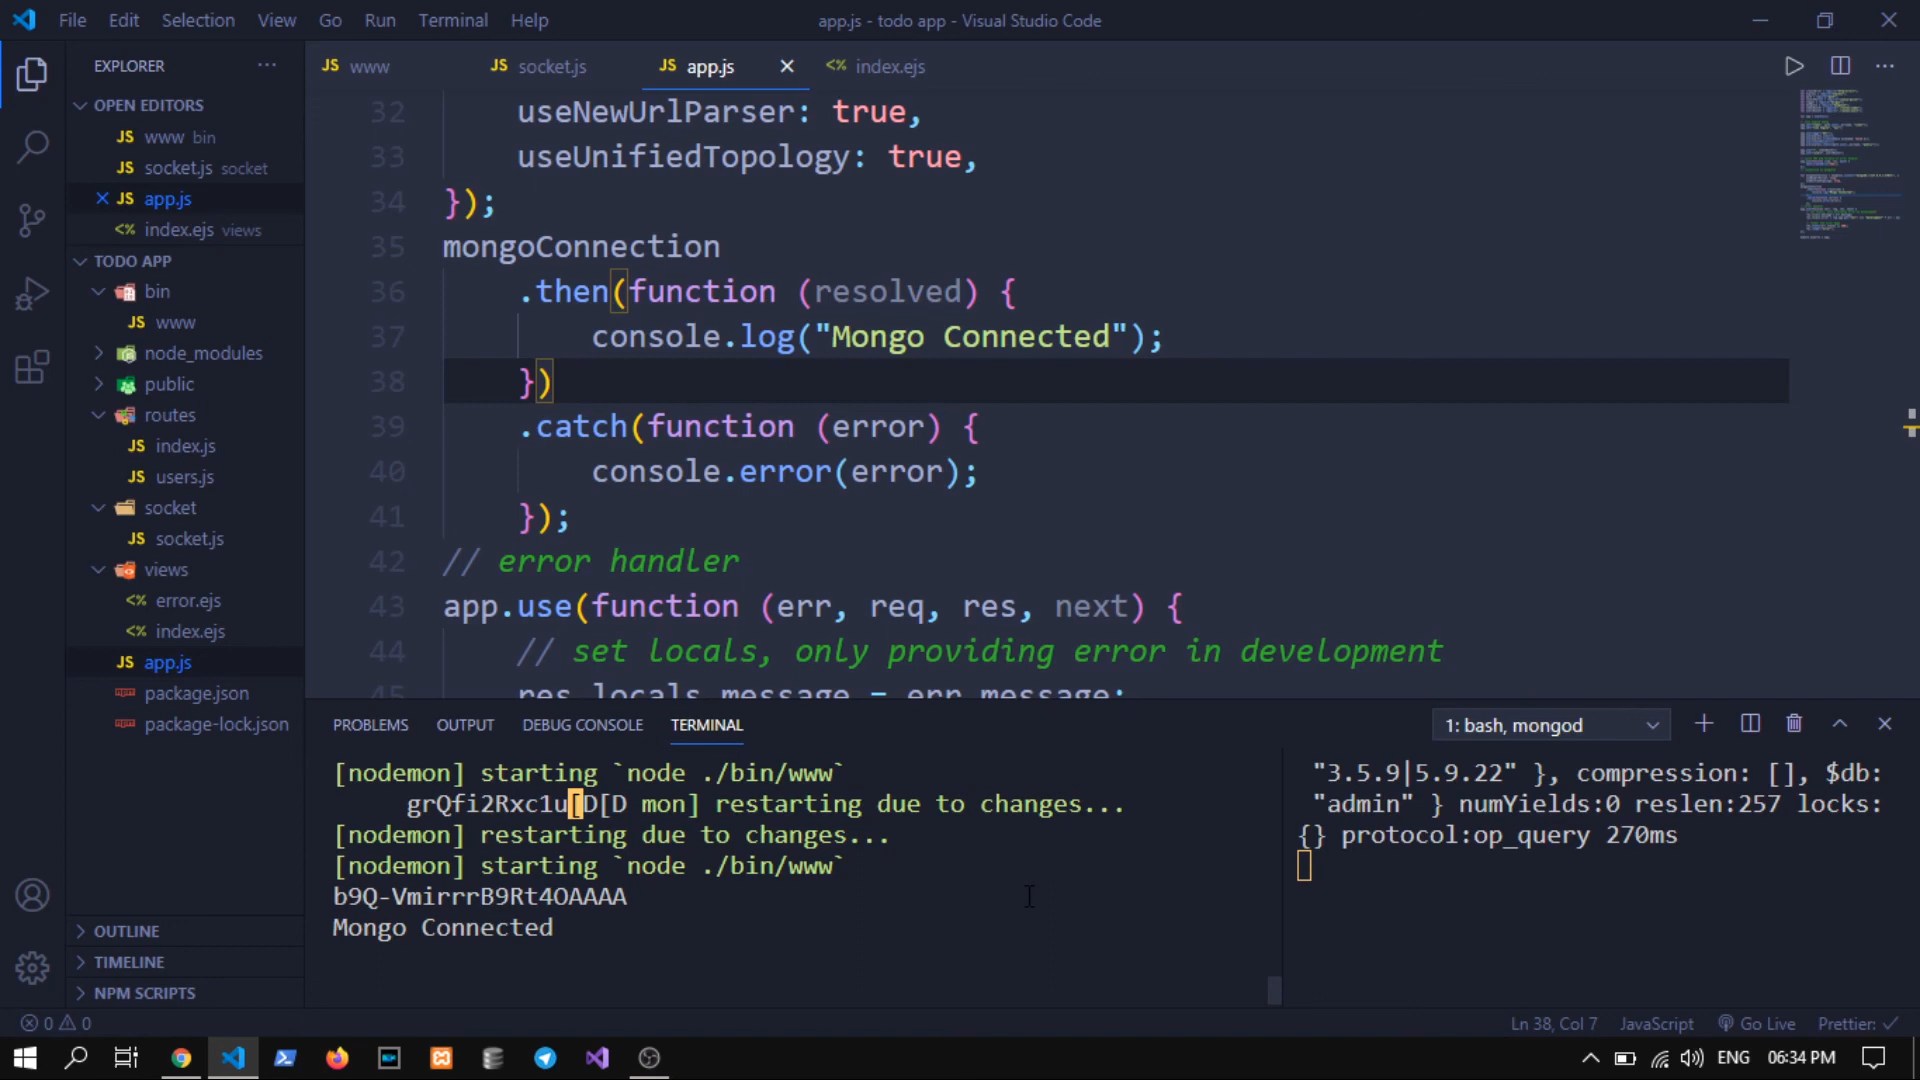 File Edit Selection View Go Run Terminal Help
app.js - todo app - Visual Studio Code
EXPLORER
OPEN EDITORS
JS www bin
JS socket.js socket
JS app.js
<%> index.ejs views
TODO APP
bin
JS www
node_modules
public
routes
JS index.js
JS users.js
socket
JS socket.js
views
<%> error.ejs
<%> index.ejs
JS app.js
package.json
package-lock.json
OUTLINE
TIMELINE
NPM SCRIPTS
JS www JS socket.js JS app.js <%> index.ejs
32 useNewUrlParser: true,
33 useUnifiedTopology: true,
34 });
35 mongoConnection
36 .then(function (resolved) {
37 console.log("Mongo Connected");
38 })
39 .catch(function (error) {
40 console.error(error);
41 });
42 // error handler
43 app.use(function (err, req, res, next) {
44 // set locals, only providing error in development
45 res.locals.message = err.message;
PROBLEMS OUTPUT DEBUG CONSOLE TERMINAL
1: bash, mongod
[nodemon] starting `node ./bin/www`
grQfi2Rxc1u[D[D mon] restarting due to changes...
[nodemon] restarting due to changes...
[nodemon] starting `node ./bin/www`
b9Q-VmirrrB9Rt4OAAAA
Mongo Connected
"3.5.9|5.9.22" }, compression: [], $db:
"admin" } numYields:0 reslen:257 locks:
{} protocol:op_query 270ms
0 0
Ln 38, Col 7 JavaScript Go Live Prettier: ✓
ENG 06:34 PM